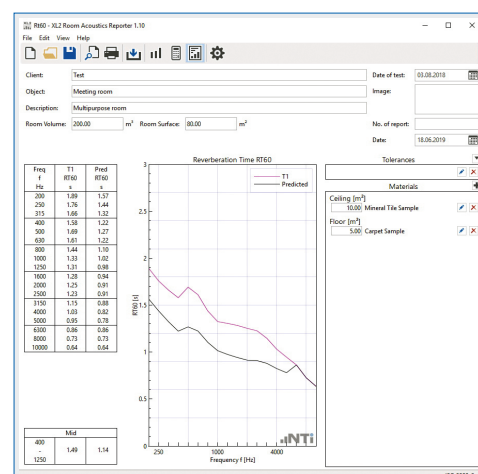 Rt60 - XL2 Room Acoustics Reporter 1.10
File Edit View Help
Client: Test Date of test: 03.08.2018
Object: Meeting room Image:
Description: Multipurpose room
Room Volume: 200.00 m³ Room Surface: 80.00 m² No. of report:
Date: 18.06.2019
Freq T1 Pred
f RT60 RT60
Hz s s
200 1.89 1.57
250 1.76 1.44
315 1.66 1.32
400 1.58 1.22
500 1.69 1.27
630 1.61 1.22
800 1.44 1.10
1000 1.33 1.02
1250 1.31 0.98
1600 1.28 0.94
2000 1.25 0.91
2500 1.23 0.91
3150 1.15 0.88
4000 1.03 0.82
5000 0.95 0.78
6300 0.86 0.86
8000 0.73 0.73
10000 0.64 0.64
Mid
400
–
1250
1.49 1.14
Reverberation Time RT60
T1
Predicted
RT60 [s]
3
2.5
2
1.5
1
0.5
0
250 1000 4000
Frequency f [Hz]
NTi
Tolerances
Materials
Ceiling [m²]
10.00 Mineral Tile Sample
Floor [m²]
5.00 Carpet Sample